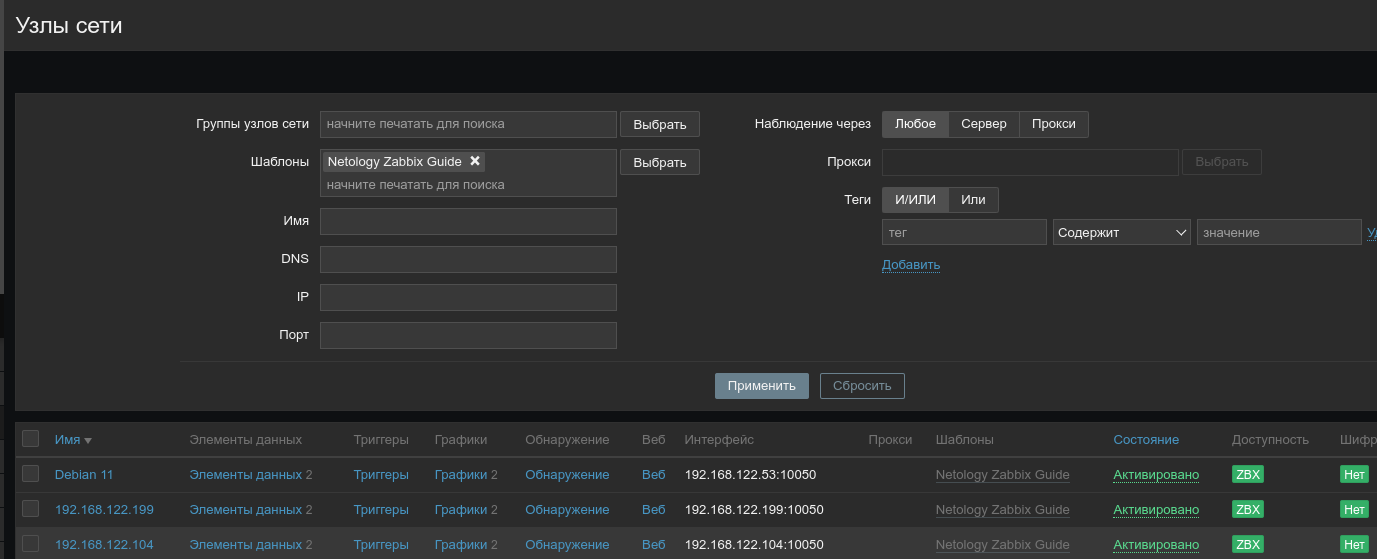 Узлы сети
Группы узлов сети начните печатать для поиска Выбрать Наблюдение через Любое Сервер Прокси
Шаблоны Netology Zabbix Guide Выбрать Прокси Выбрать
начните печатать для поиска
Теги И/ИЛИ Или
Имя
тег Содержит значение
DNS
Добавить
IP
Порт
Применить Сбросить
Имя Элементы данных Триггеры Графики Обнаружение Веб Интерфейс Прокси Шаблоны Состояние Доступность Шифр
Debian 11 Элементы данных 2 Триггеры Графики 2 Обнаружение Веб 192.168.122.53:10050 Netology Zabbix Guide Активировано ZBX Нет
192.168.122.199 Элементы данных 2 Триггеры Графики 2 Обнаружение Веб 192.168.122.199:10050 Netology Zabbix Guide Активировано ZBX Нет
192.168.122.104 Элементы данных 2 Триггеры Графики 2 Обнаружение Веб 192.168.122.104:10050 Netology Zabbix Guide Активировано ZBX Нет